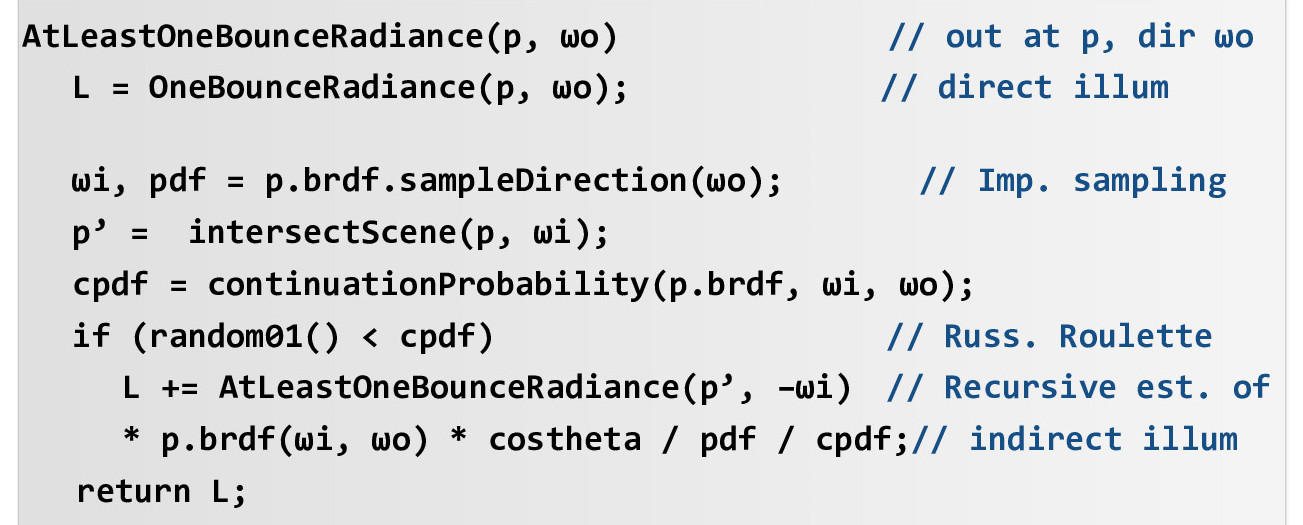 AtLeastOneBounceRadiance(p, ωo) // out at p, dir ωo
L = OneBounceRadiance(p, ωo); // direct illum
ωi, pdf = p.brdf.sampleDirection(ωo); // Imp. sampling
p’ = intersectScene(p, ωi);
cpdf = continuationProbability(p.brdf, ωi, ωo);
if (random01() < cpdf) // Russ. Roulette
L += AtLeastOneBounceRadiance(p’, –ωi) // Recursive est. of
* p.brdf(ωi, ωo) * costheta / pdf / cpdf;// indirect illum
return L;